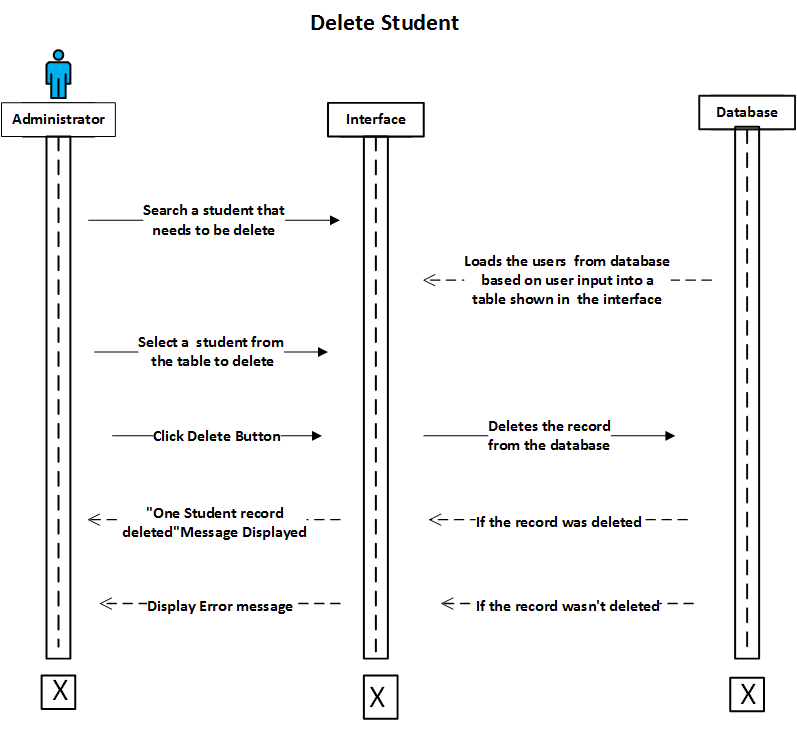 Delete Student
Administrator
Interface
Database
Search a student that
needs to be delete
Loads the users from database
based on user input into a
table shown in the interface
Select a student from
the table to delete
Click Delete Button
Deletes the record
from the database
"One Student record
deleted"Message Displayed
If the record was deleted
Display Error message
If the record wasn't deleted
X
X
X